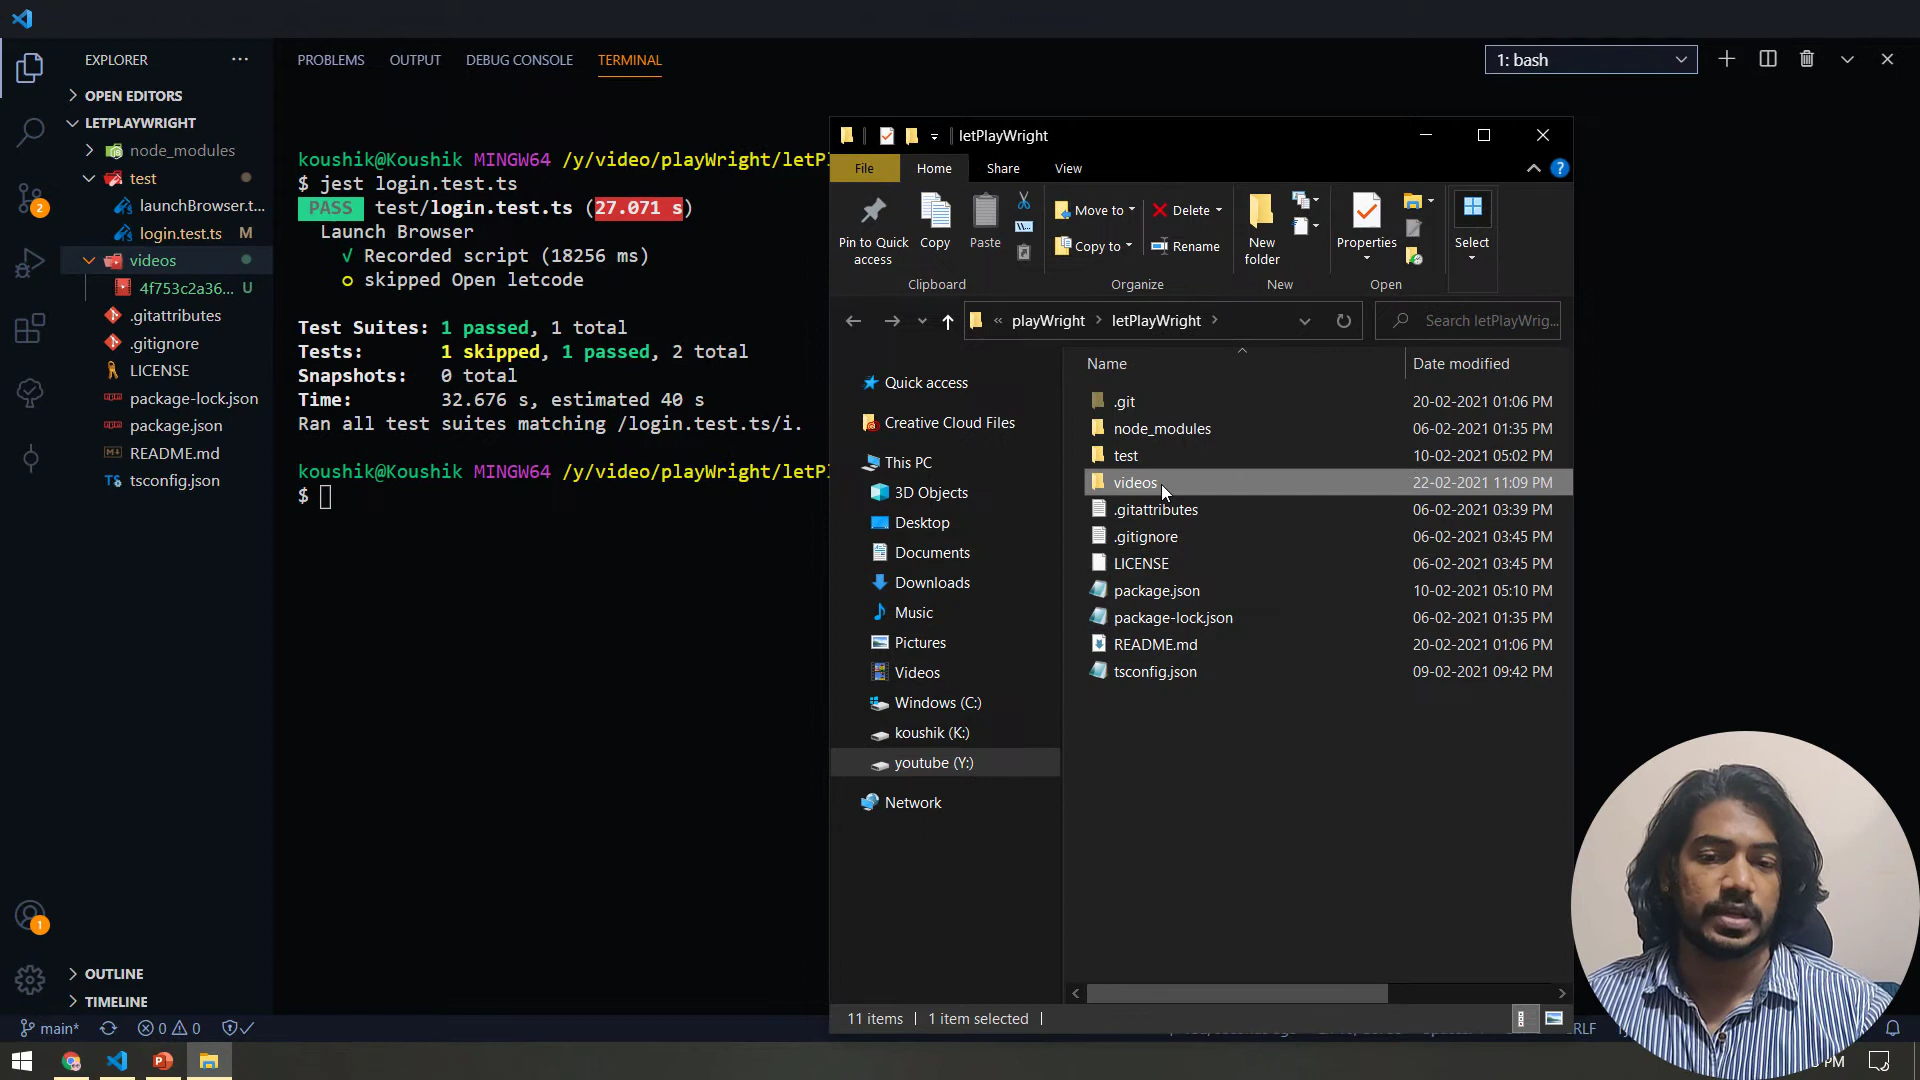 EXPLORER
PROBLEMS OUTPUT DEBUG CONSOLE TERMINAL
1: bash
OPEN EDITORS
LETPLAYWRIGHT
node_modules
test
launchBrowser.t...
login.test.ts M
videos
4f753c2a36... U
.gitattributes
.gitignore
LICENSE
package-lock.json
package.json
README.md
tsconfig.json
OUTLINE
TIMELINE
2
1
koushik@Koushik MINGW64 /y/video/playWright/letP
$ jest login.test.ts
PASS test/login.test.ts (27.071 s)
Launch Browser
√ Recorded script (18256 ms)
○ skipped Open letcode
Test Suites: 1 passed, 1 total
Tests: 1 skipped, 1 passed, 2 total
Snapshots: 0 total
Time: 32.676 s, estimated 40 s
Ran all test suites matching /login.test.ts/i.
koushik@Koushik MINGW64 /y/video/playWright/letP
$
letPlayWright
File Home Share View
Pin to Quick access
Copy
Paste
Move to
Copy to
Delete
Rename
New folder
Properties
Select
Clipboard Organize New Open
« playWright > letPlayWright >
Search letPlayWrig...
Quick access
Creative Cloud Files
This PC
3D Objects
Desktop
Documents
Downloads
Music
Pictures
Videos
Windows (C:)
koushik (K:)
youtube (Y:)
Network
Name Date modified
.git 20-02-2021 01:06 PM
node_modules 06-02-2021 01:35 PM
test 10-02-2021 05:02 PM
videos 22-02-2021 11:09 PM
.gitattributes 06-02-2021 03:39 PM
.gitignore 06-02-2021 03:45 PM
LICENSE 06-02-2021 03:45 PM
package.json 10-02-2021 05:10 PM
package-lock.json 06-02-2021 01:35 PM
README.md 20-02-2021 01:06 PM
tsconfig.json 09-02-2021 09:42 PM
11 items 1 item selected
main* 0 0
PM